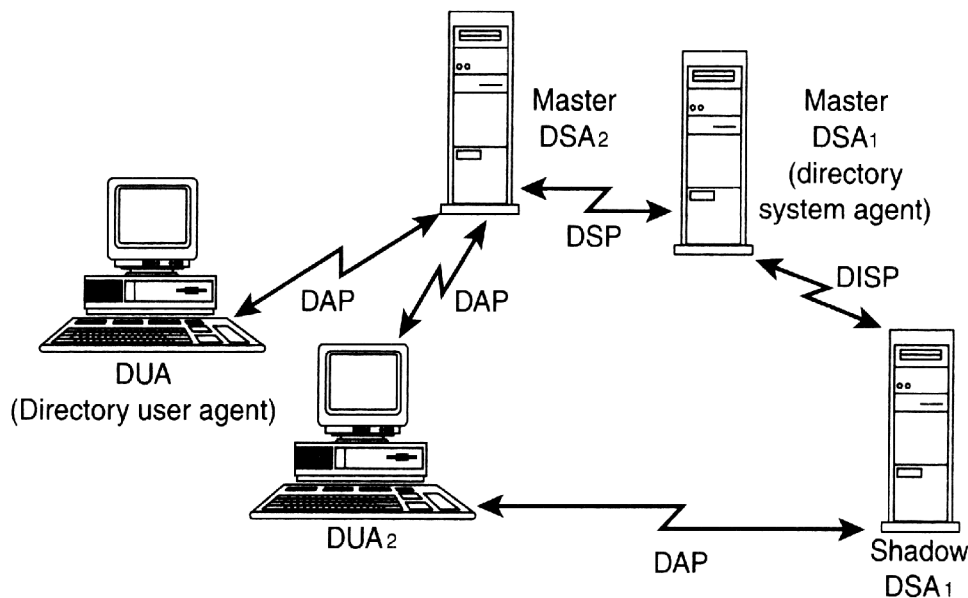 Master
DSA2
Master
DSA1
(directory
system agent)
DSP
DAP
DAP
DISP
DUA
(Directory user agent)
DUA2
DAP
Shadow
DSA1